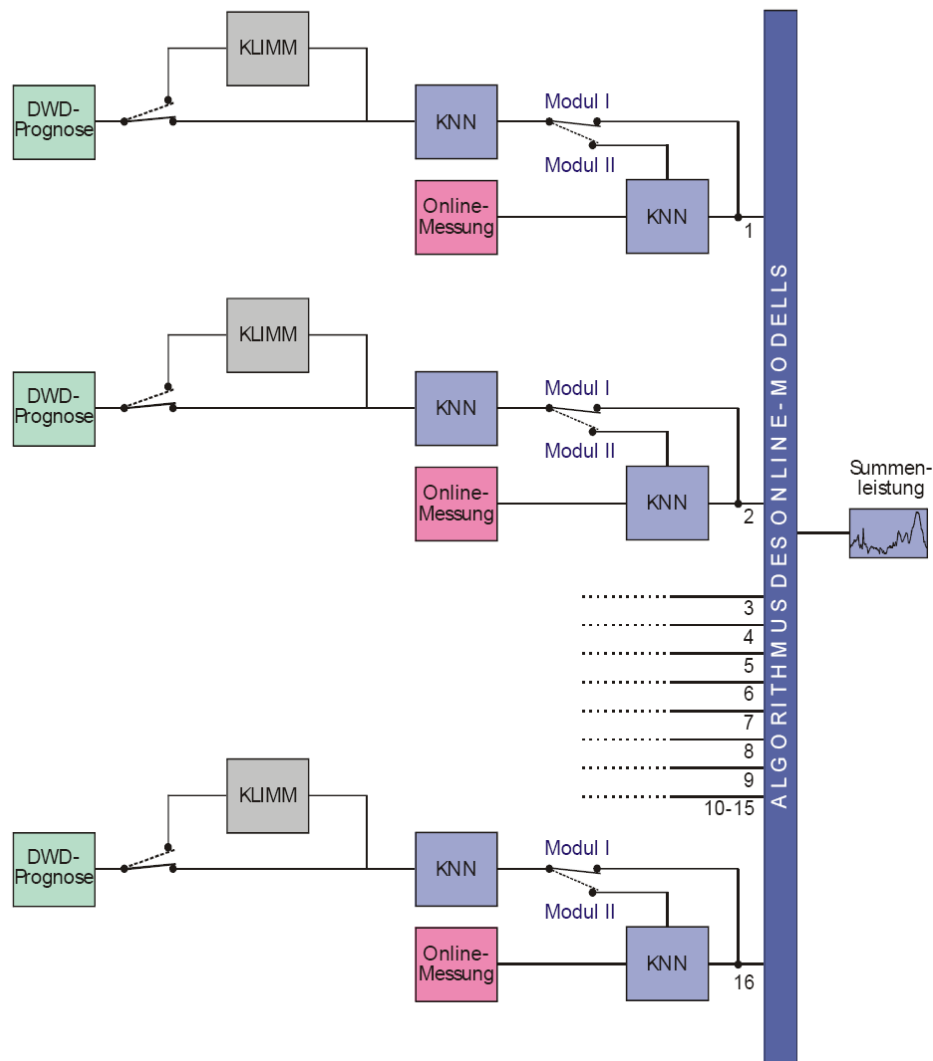 KLIMM
DWD-
Prognose
KNN
Modul I
Modul II
Online-
Messung
KNN
1
KLIMM
DWD-
Prognose
KNN
Modul I
Modul II
Online-
Messung
KNN
2
ALGORITHMUS DES ONLINE-MODELLS
Summen-
leistung
3
4
5
6
7
8
9
10-15
KLIMM
DWD-
Prognose
KNN
Modul I
Modul II
Online-
Messung
KNN
16